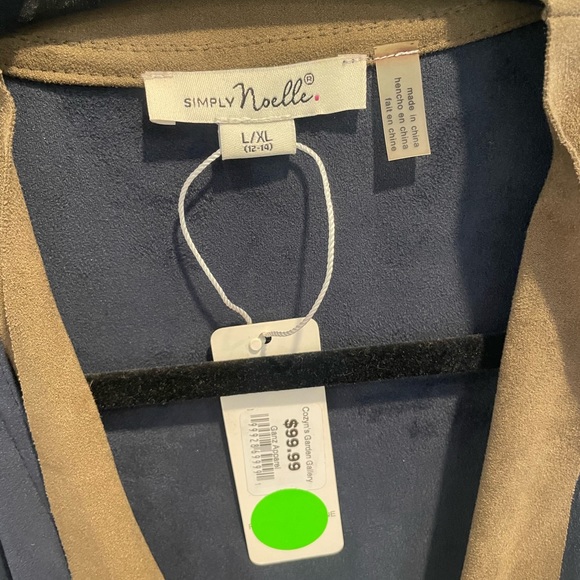 SIMPLY Noelle®
L/XL
(12-14)
made in china
hencho en china
fait en chine
Cozyn's Garden Gallery
$99.99
Ganz Apparel